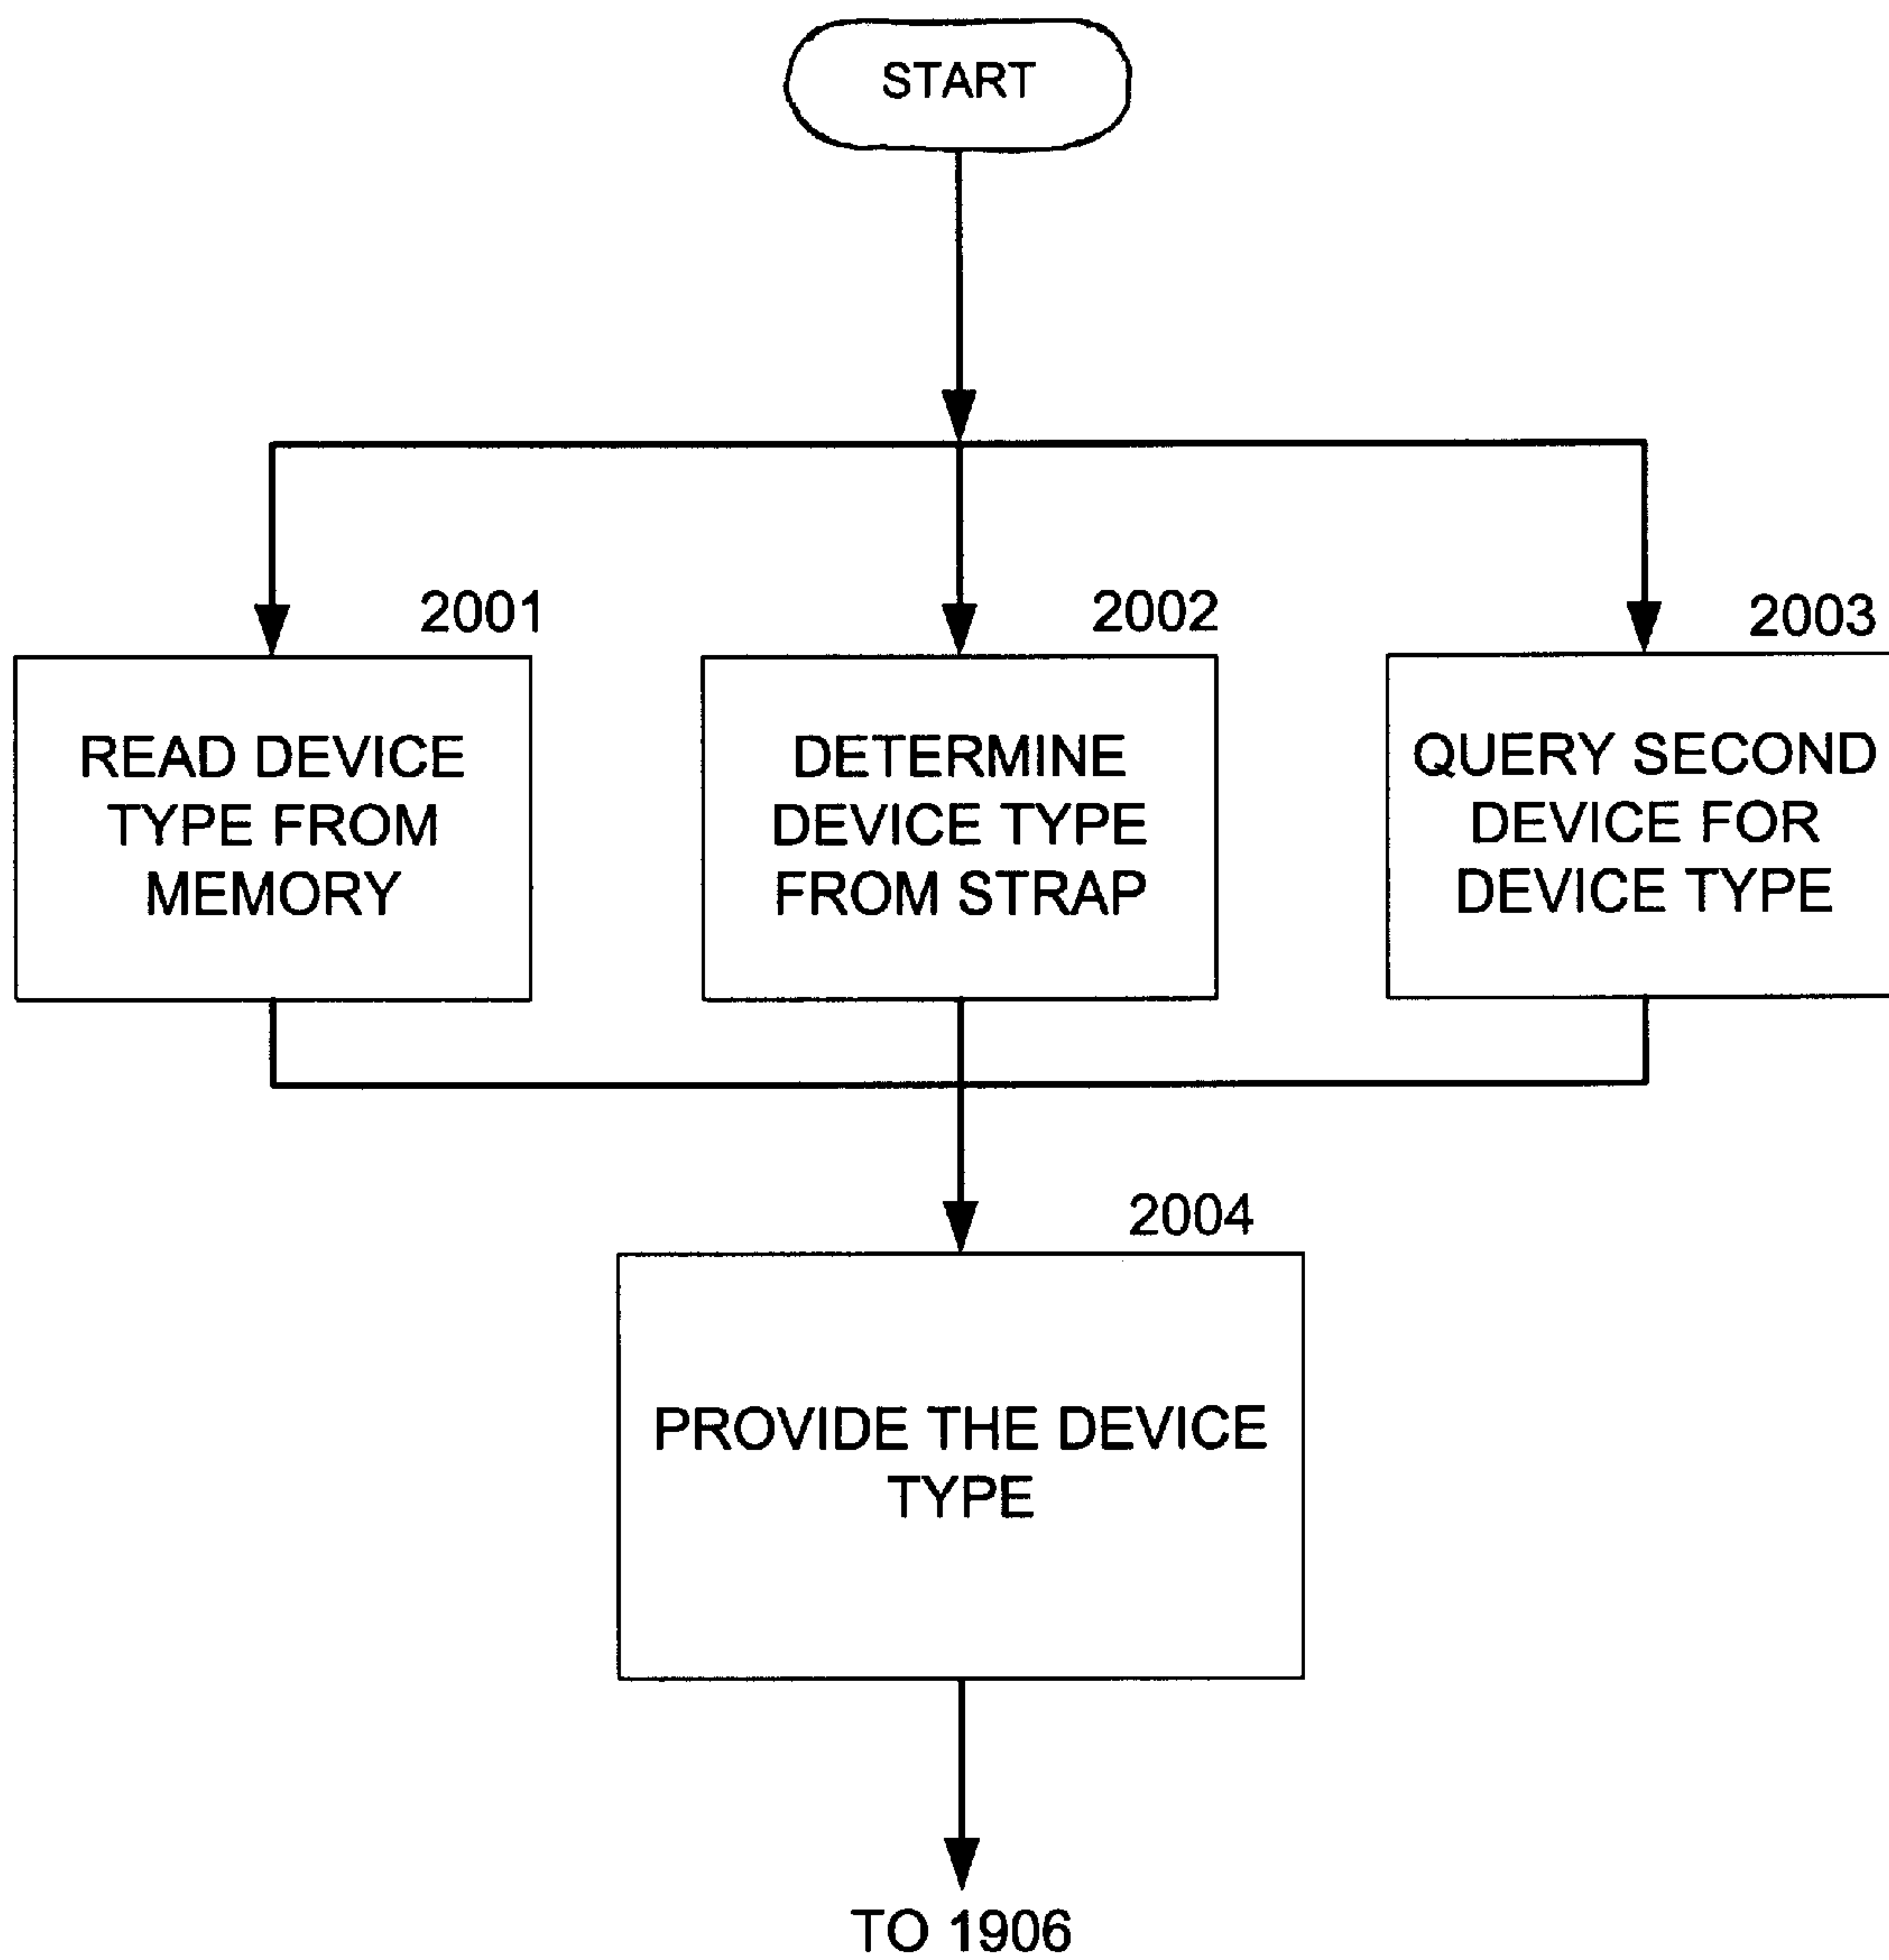 START
2001
READ DEVICE
TYPE FROM
MEMORY
2002
DETERMINE
DEVICE TYPE
FROM STRAP
2003
QUERY SECOND
DEVICE FOR
DEVICE TYPE
2004
PROVIDE THE DEVICE
TYPE
TO 1906